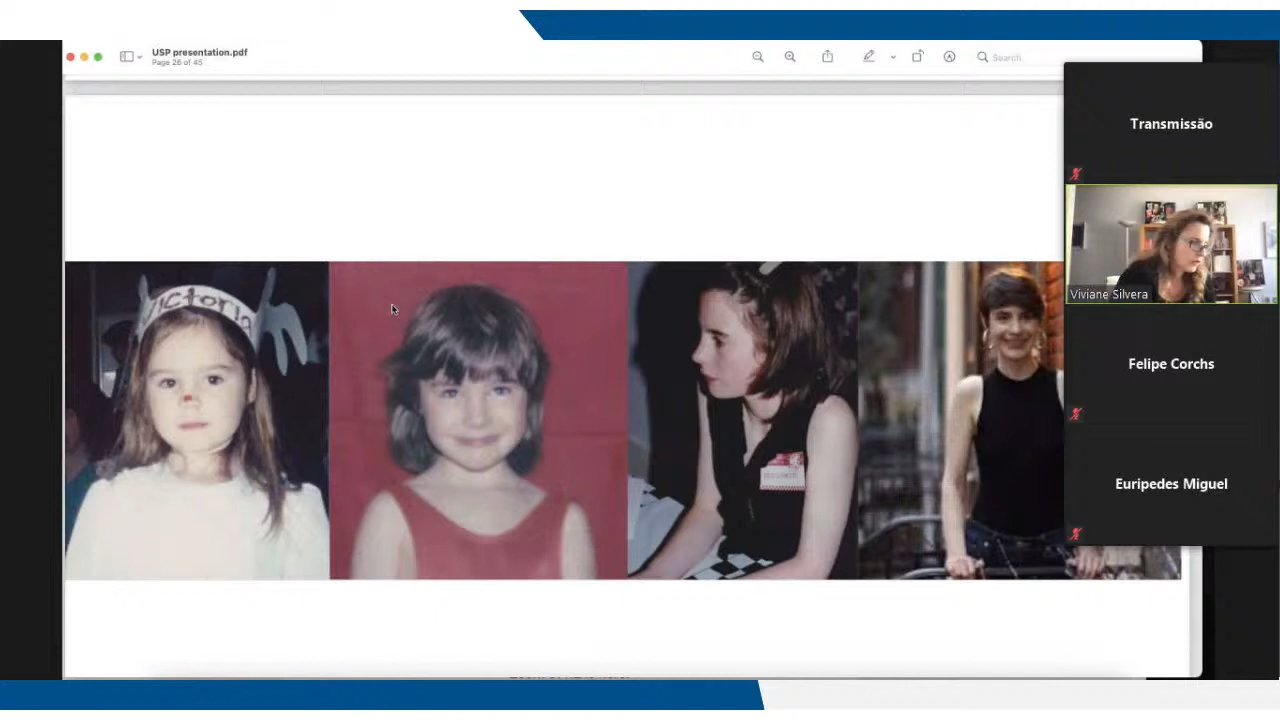 USP presentation.pdf
Page 26 of 45
Search
Transmissão
Viviane Silvera
Felipe Corchs
Euripedes Miguel
Victoria